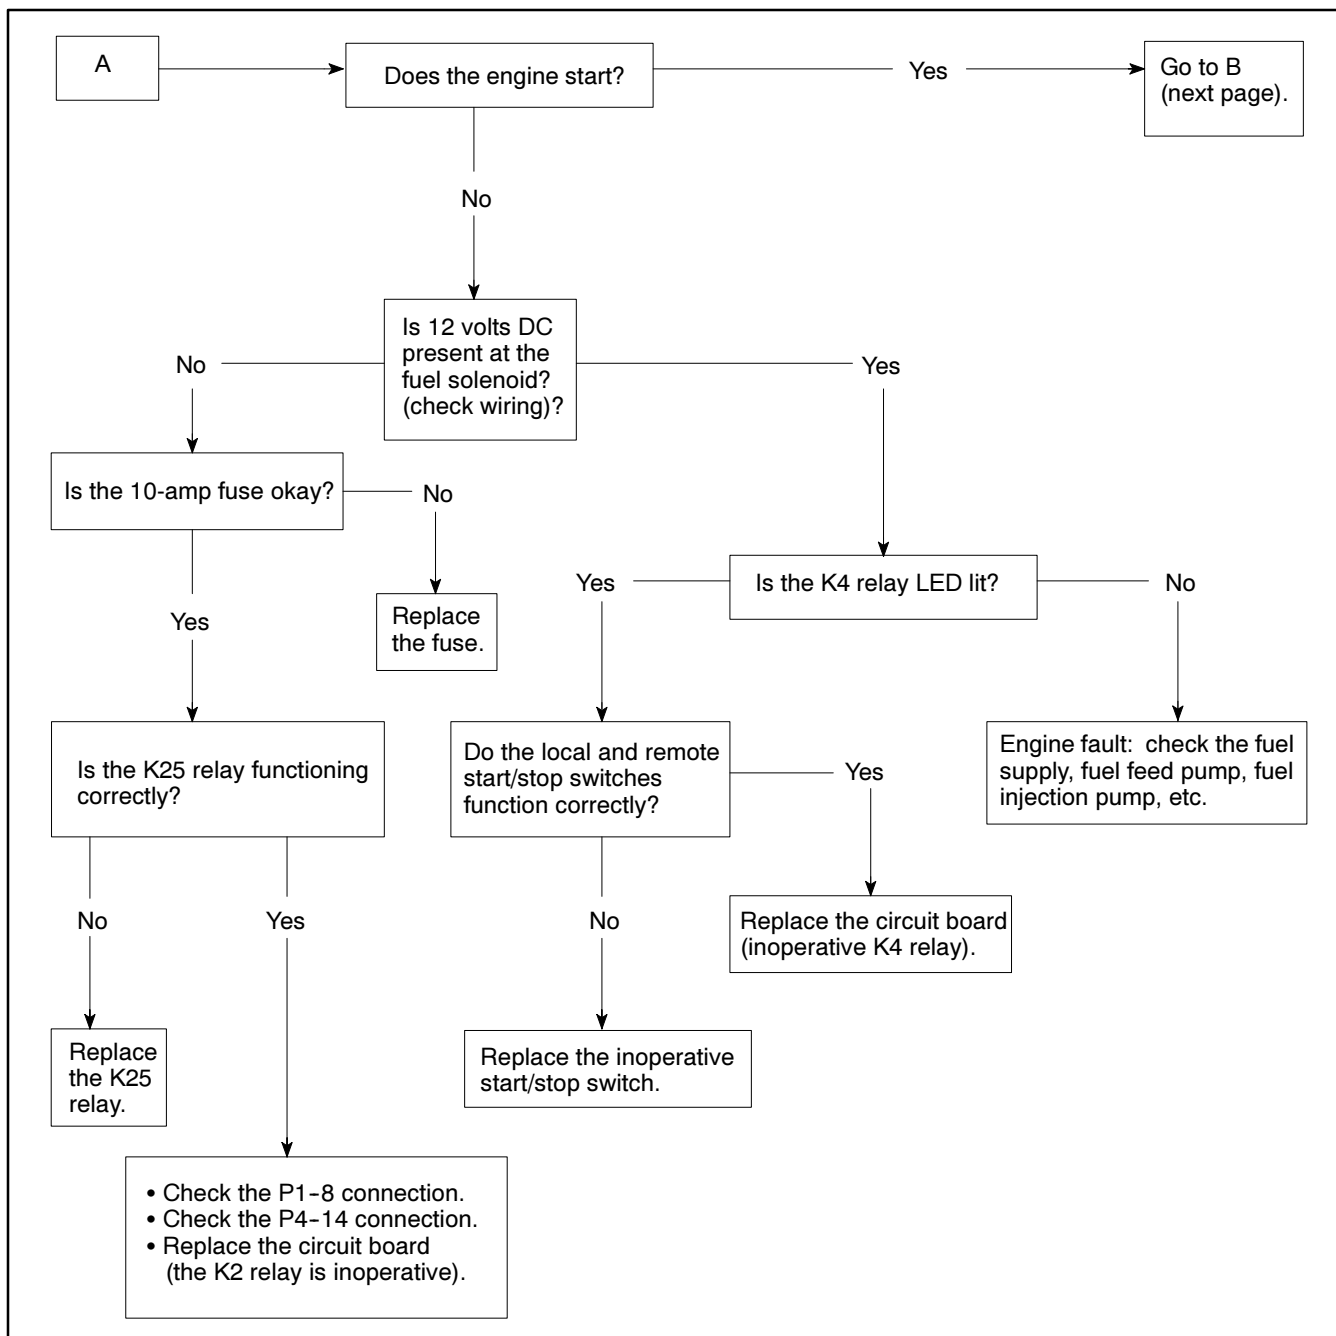 A
Does the engine start?
Yes
Go to B
(next page).
No
Is 12 volts DC
present at the
fuel solenoid?
(check wiring)?
No
Yes
Is the 10-amp fuse okay?
No
Is the K4 relay LED lit?
Yes
No
Replace
the fuse.
Yes
Is the K25 relay functioning
correctly?
Do the local and remote
start/stop switches
function correctly?
Yes
Engine fault: check the fuel
supply, fuel feed pump, fuel
injection pump, etc.
No
Yes
No
Replace the circuit board
(inoperative K4 relay).
Replace
the K25
relay.
Replace the inoperative
start/stop switch.
• Check the P1-8 connection.
• Check the P4-14 connection.
• Replace the circuit board
(the K2 relay is inoperative).